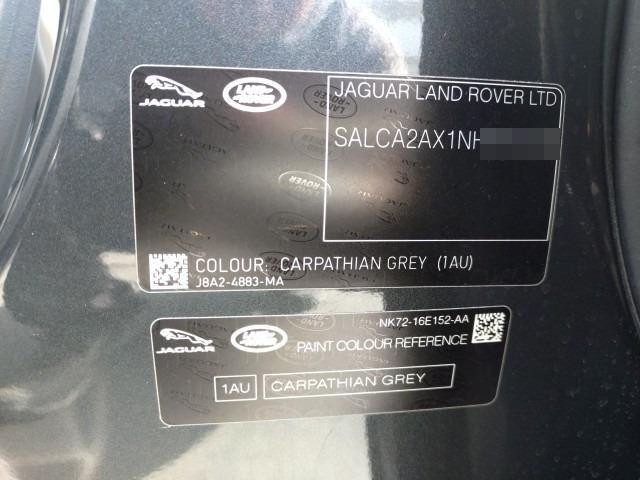 JAGUAR
LAND-
ROVER
JAGUAR LAND ROVER LTD
SALCA2AX1NH
COLOUR: CARPATHIAN GREY (1AU)
J8A2-4883-MA
JAGUAR
LAND-
ROVER
NK72-16E152-AA
PAINT COLOUR REFERENCE
1AU CARPATHIAN GREY